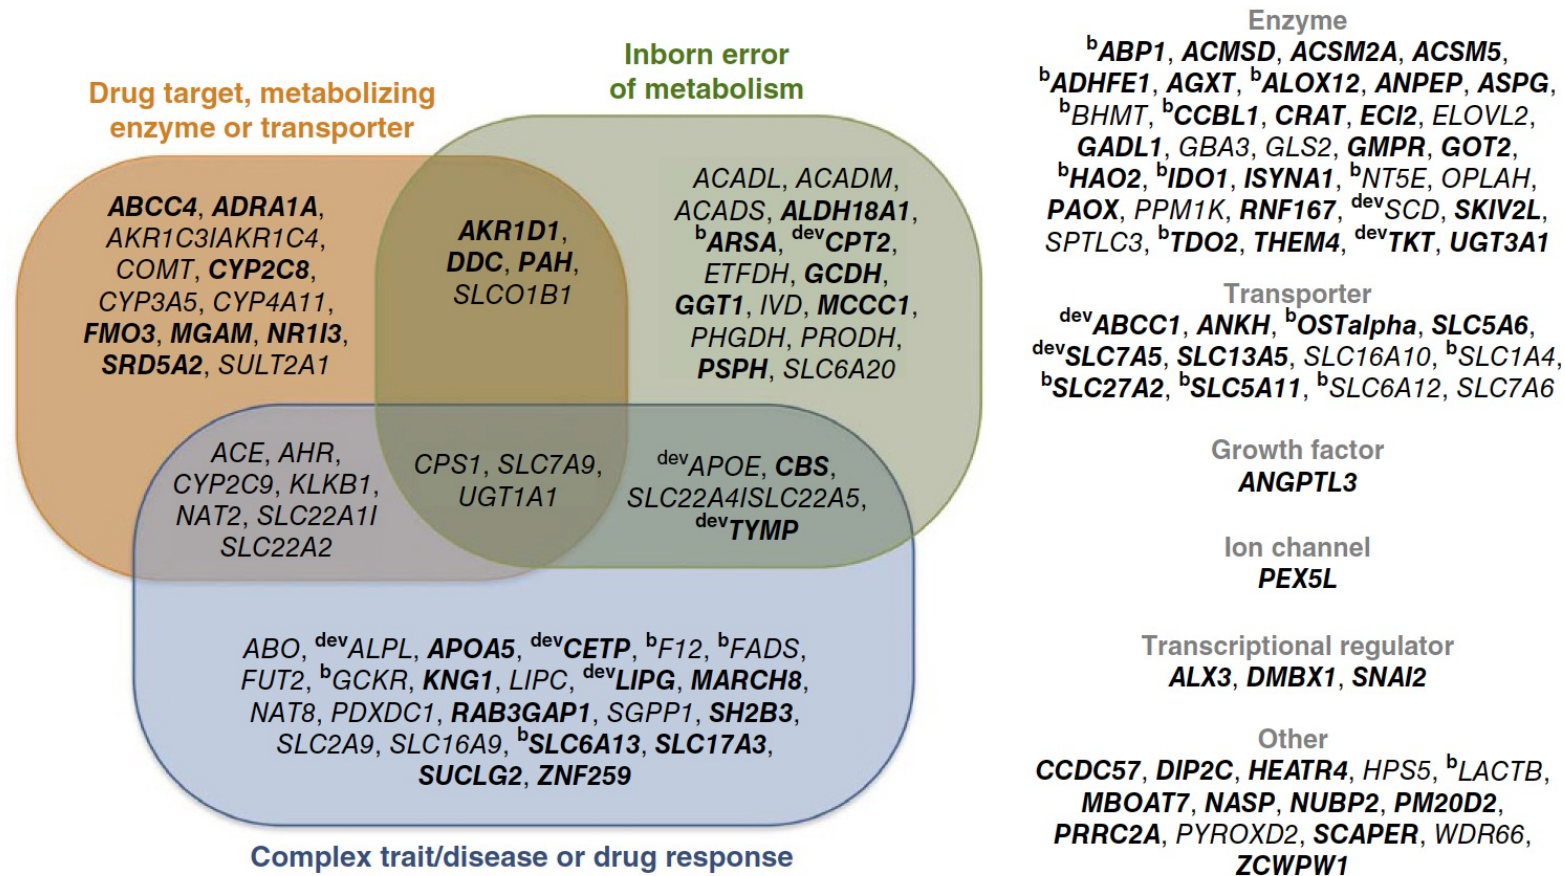 Drug target, metabolizing
enzyme or transporter
Inborn error
of metabolism
ABCC4, ADRA1A,
AKR1C3IAKR1C4,
COMT, CYP2C8,
CYP3A5, CYP4A11,
FMO3, MGAM, NR1I3,
SRD5A2, SULT2A1
AKR1D1,
DDC, PAH,
SLCO1B1
ACADL, ACADM,
ACADS, ALDH18A1,
bARSA, devCPT2,
ETFDH, GCDH,
GGT1, IVD, MCCC1,
PHGDH, PRODH,
PSPH, SLC6A20
ACE, AHR,
CYP2C9, KLKB1,
NAT2, SLC22A1I
SLC22A2
CPS1, SLC7A9,
UGT1A1
devAPOE, CBS,
SLC22A4ISLC22A5,
devTYMP
ABO, devALPL, APOA5, devCETP, bF12, bFADS,
FUT2, bGCKR, KNG1, LIPC, devLIPG, MARCH8,
NAT8, PDXDC1, RAB3GAP1, SGPP1, SH2B3,
SLC2A9, SLC16A9, bSLC6A13, SLC17A3,
SUCLG2, ZNF259
Complex trait/disease or drug response
Enzyme
bABP1, ACMSD, ACSM2A, ACSM5,
bADHFE1, AGXT, bALOX12, ANPEP, ASPG,
bBHMT, bCCBL1, CRAT, ECI2, ELOVL2,
GADL1, GBA3, GLS2, GMPR, GOT2,
bHAO2, bIDO1, ISYNA1, bNT5E, OPLAH,
PAOX, PPM1K, RNF167, devSCD, SKIV2L,
SPTLC3, bTDO2, THEM4, devTKT, UGT3A1
Transporter
devABCC1, ANKH, bOSTalpha, SLC5A6,
devSLC7A5, SLC13A5, SLC16A10, bSLC1A4,
bSLC27A2, bSLC5A11, bSLC6A12, SLC7A6
Growth factor
ANGPTL3
Ion channel
PEX5L
Transcriptional regulator
ALX3, DMBX1, SNAI2
Other
CCDC57, DIP2C, HEATR4, HPS5, bLACTB,
MBOAT7, NASP, NUBP2, PM20D2,
PRRC2A, PYROXD2, SCAPER, WDR66,
ZCWPW1